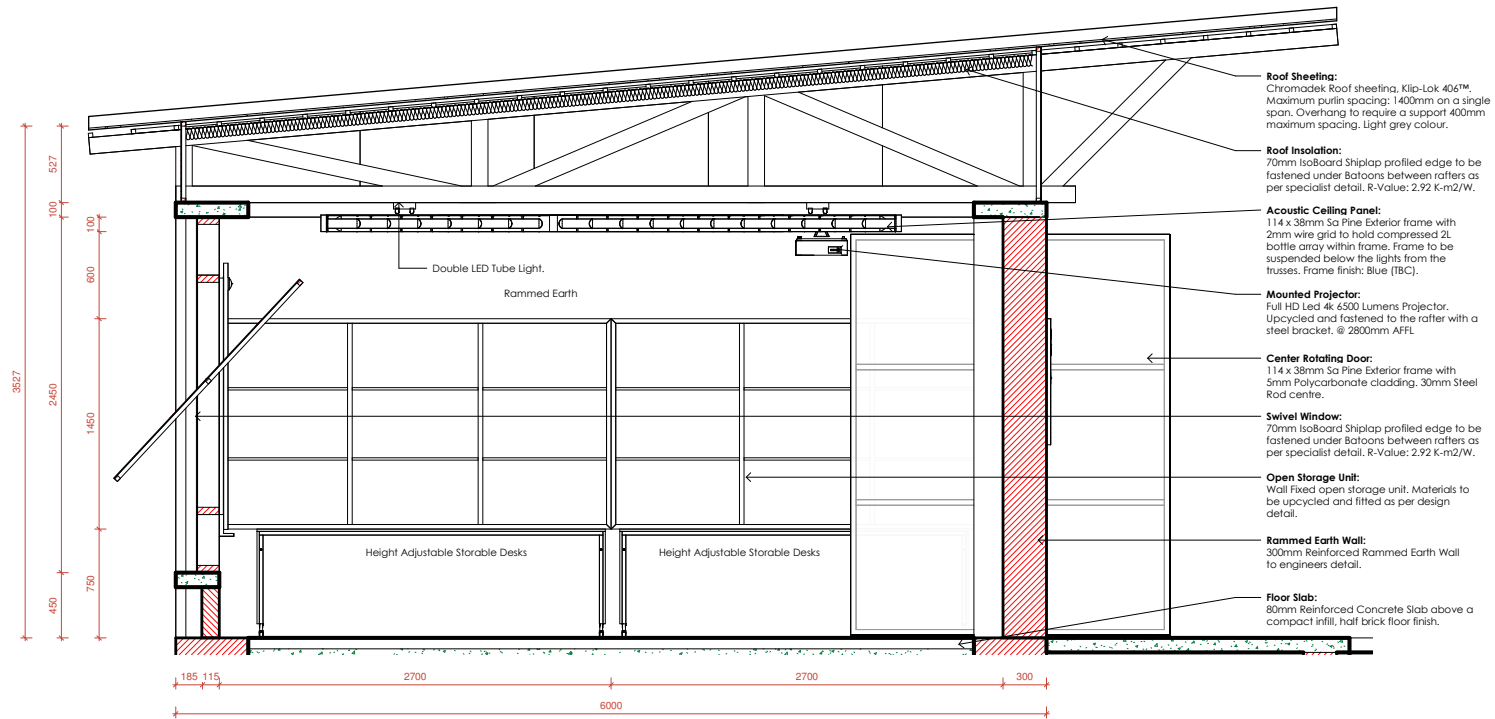 Roof Sheeting:
Chromadek Roof sheeting, Klip-Lok 406™.
Maximum purlin spacing: 1400mm on a single
span. Overhang to require a support 400mm
maximum spacing. Light grey colour.
Roof Insolation:
70mm IsoBoard Shiplap profiled edge to be
fastened under Batoons between rafters as
per specialist detail. R-Value: 2.92 K-m2/W.
Acoustic Ceiling Panel:
114 x 38mm Sa Pine Exterior frame with
2mm wire grid to hold compressed 2L
bottle array within frame. Frame to be
suspended below the lights from the
trusses. Frame finish: Blue (TBC).
Mounted Projector:
Full HD Led 4k 6500 Lumens Projector.
Upcycled and fastened to the rafter with a
steel bracket. @ 2800mm AFFL
Center Rotating Door:
114 x 38mm Sa Pine Exterior frame with
5mm Polycarbonate cladding. 30mm Steel
Rod centre.
Swivel Window:
70mm IsoBoard Shiplap profiled edge to be
fastened under Batoons between rafters as
per specialist detail. R-Value: 2.92 K-m2/W.
Open Storage Unit:
Wall Fixed open storage unit. Materials to
be upcycled and fitted as per design
detail.
Rammed Earth Wall:
300mm Reinforced Rammed Earth Wall
to engineers detail.
Floor Slab:
80mm Reinforced Concrete Slab above a
compact infill, half brick floor finish.
Double LED Tube Light.
Rammed Earth
Height Adjustable Storable Desks
Height Adjustable Storable Desks
3527
527
100
2450
450
100
600
1450
750
185 115
2700
2700
300
6000